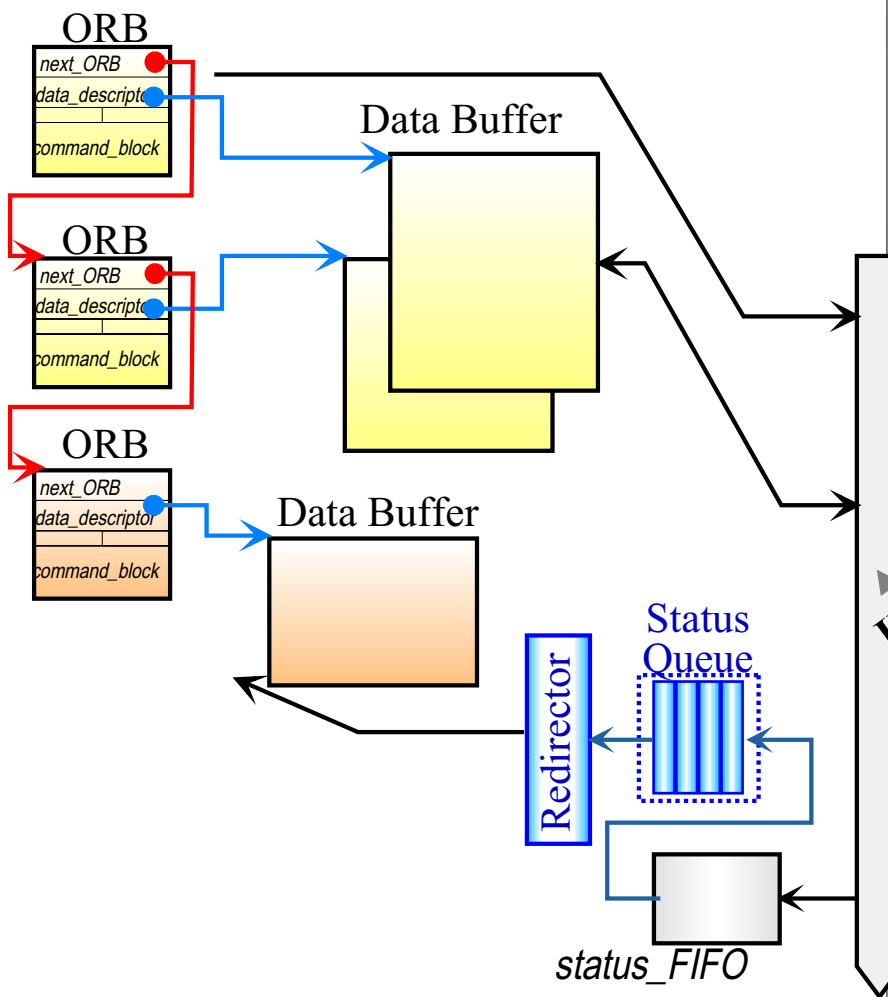 ORB
next_ORB
data_descriptor
command_block
Data Buffer
ORB
next_ORB
data_descriptor
command_block
ORB
next_ORB
data_descriptor
command_block
Data Buffer
Status
Queue
Redirector
status_FIFO